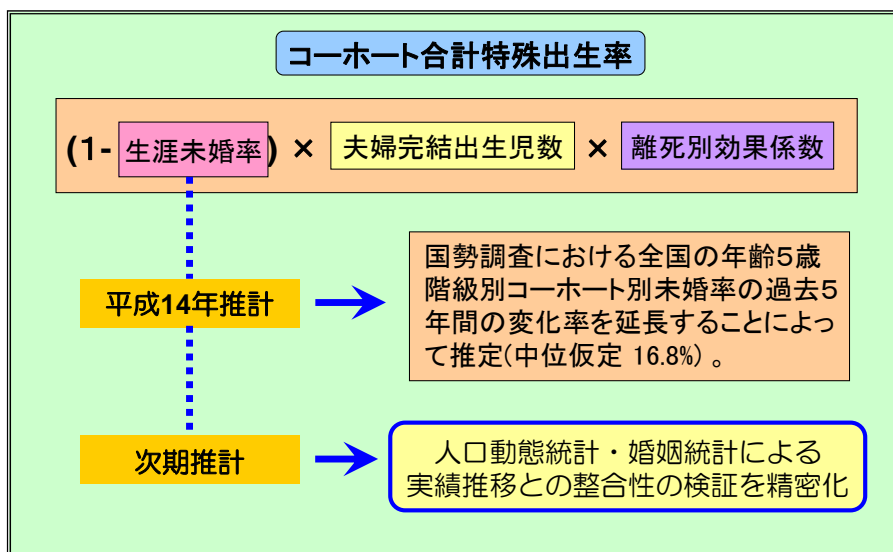 コーホート合計特殊出生率
(1- 生涯未婚率) × 夫婦完結出生児数 × 離死別効果係数
平成14年推計
国勢調査における全国の年齢5歳
階級別コーホート別未婚率の過去5
年間の変化率を延長することによっ
て推定(中位仮定 16.8%) 。
次期推計
人口動態統計・婚姻統計による
実績推移との整合性の検証を精密化